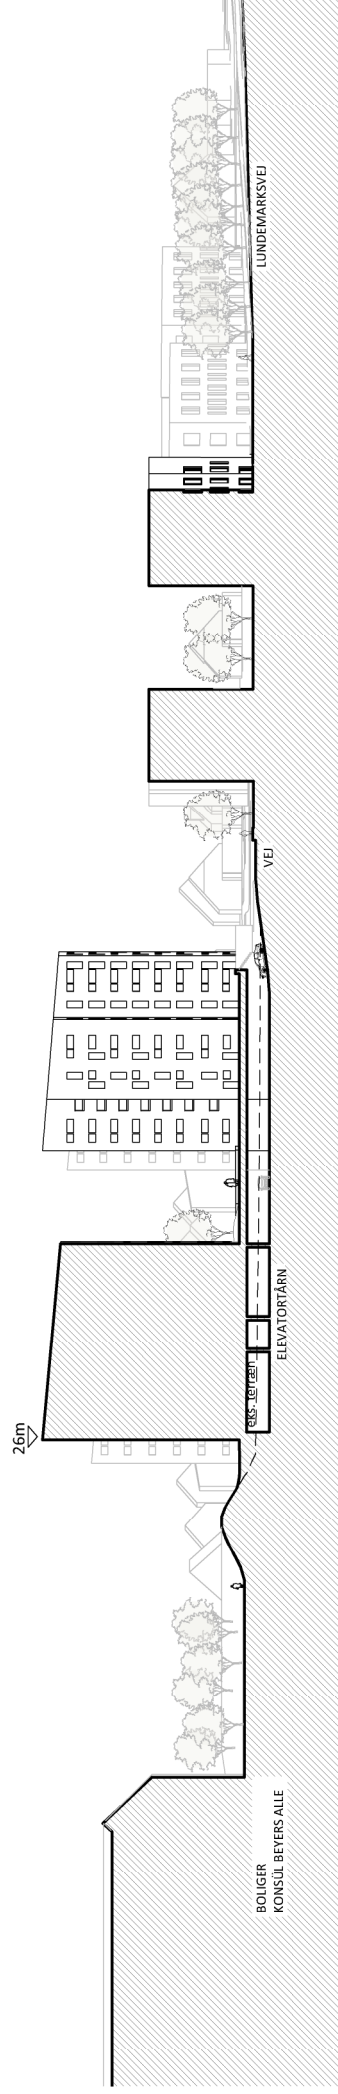 BOLIGER
KONSUL BEYERS ALLE
26m
eks. terræn
ELEVATORTÅRN
VEJ
LUNDEMARKSVEJ